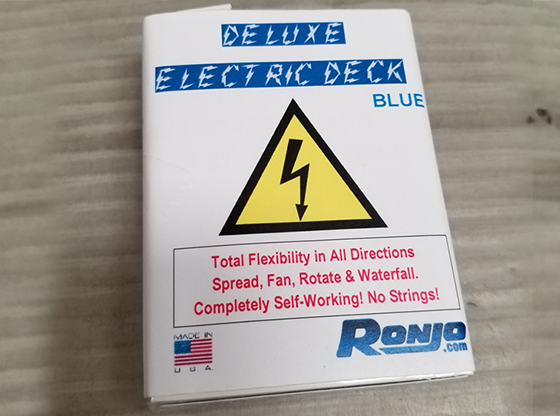 DELUXE
ELECTRIC DECK
BLUE
Total Flexibility in All Directions
Spread, Fan, Rotate & Waterfall.
Completely Self-Working! No Strings!
MADE IN
U.S.A.
Ronjo
.com